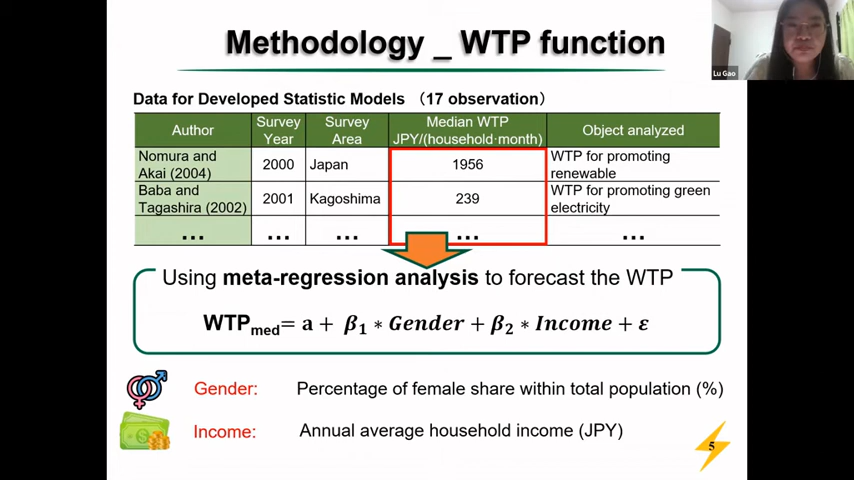 Methodology _ WTP function
Lu Gao
Data for Developed Statistic Models （17 observation）
Author
Survey Year
Survey Area
Median WTP JPY/(household·month)
Object analyzed
Nomura and Akai (2004)
2000
Japan
1956
WTP for promoting renewable
Baba and Tagashira (2002)
2001
Kagoshima
239
WTP for promoting green electricity
...
...
...
...
...
Using meta-regression analysis to forecast the WTP
WTPmed= a + β1 * Gender + β2 * Income + ε
Gender: Percentage of female share within total population (%)
Income: Annual average household income (JPY)
5